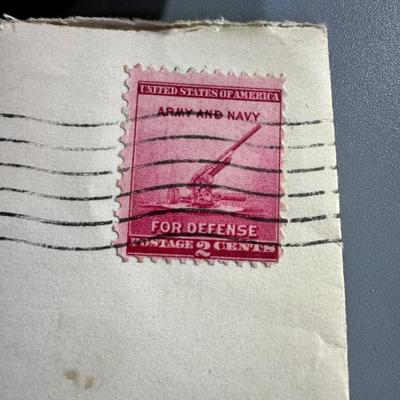 UNITED STATES OF AMERICA
ARMY AND NAVY
FOR DEFENSE
POSTAGE 2 CENTS